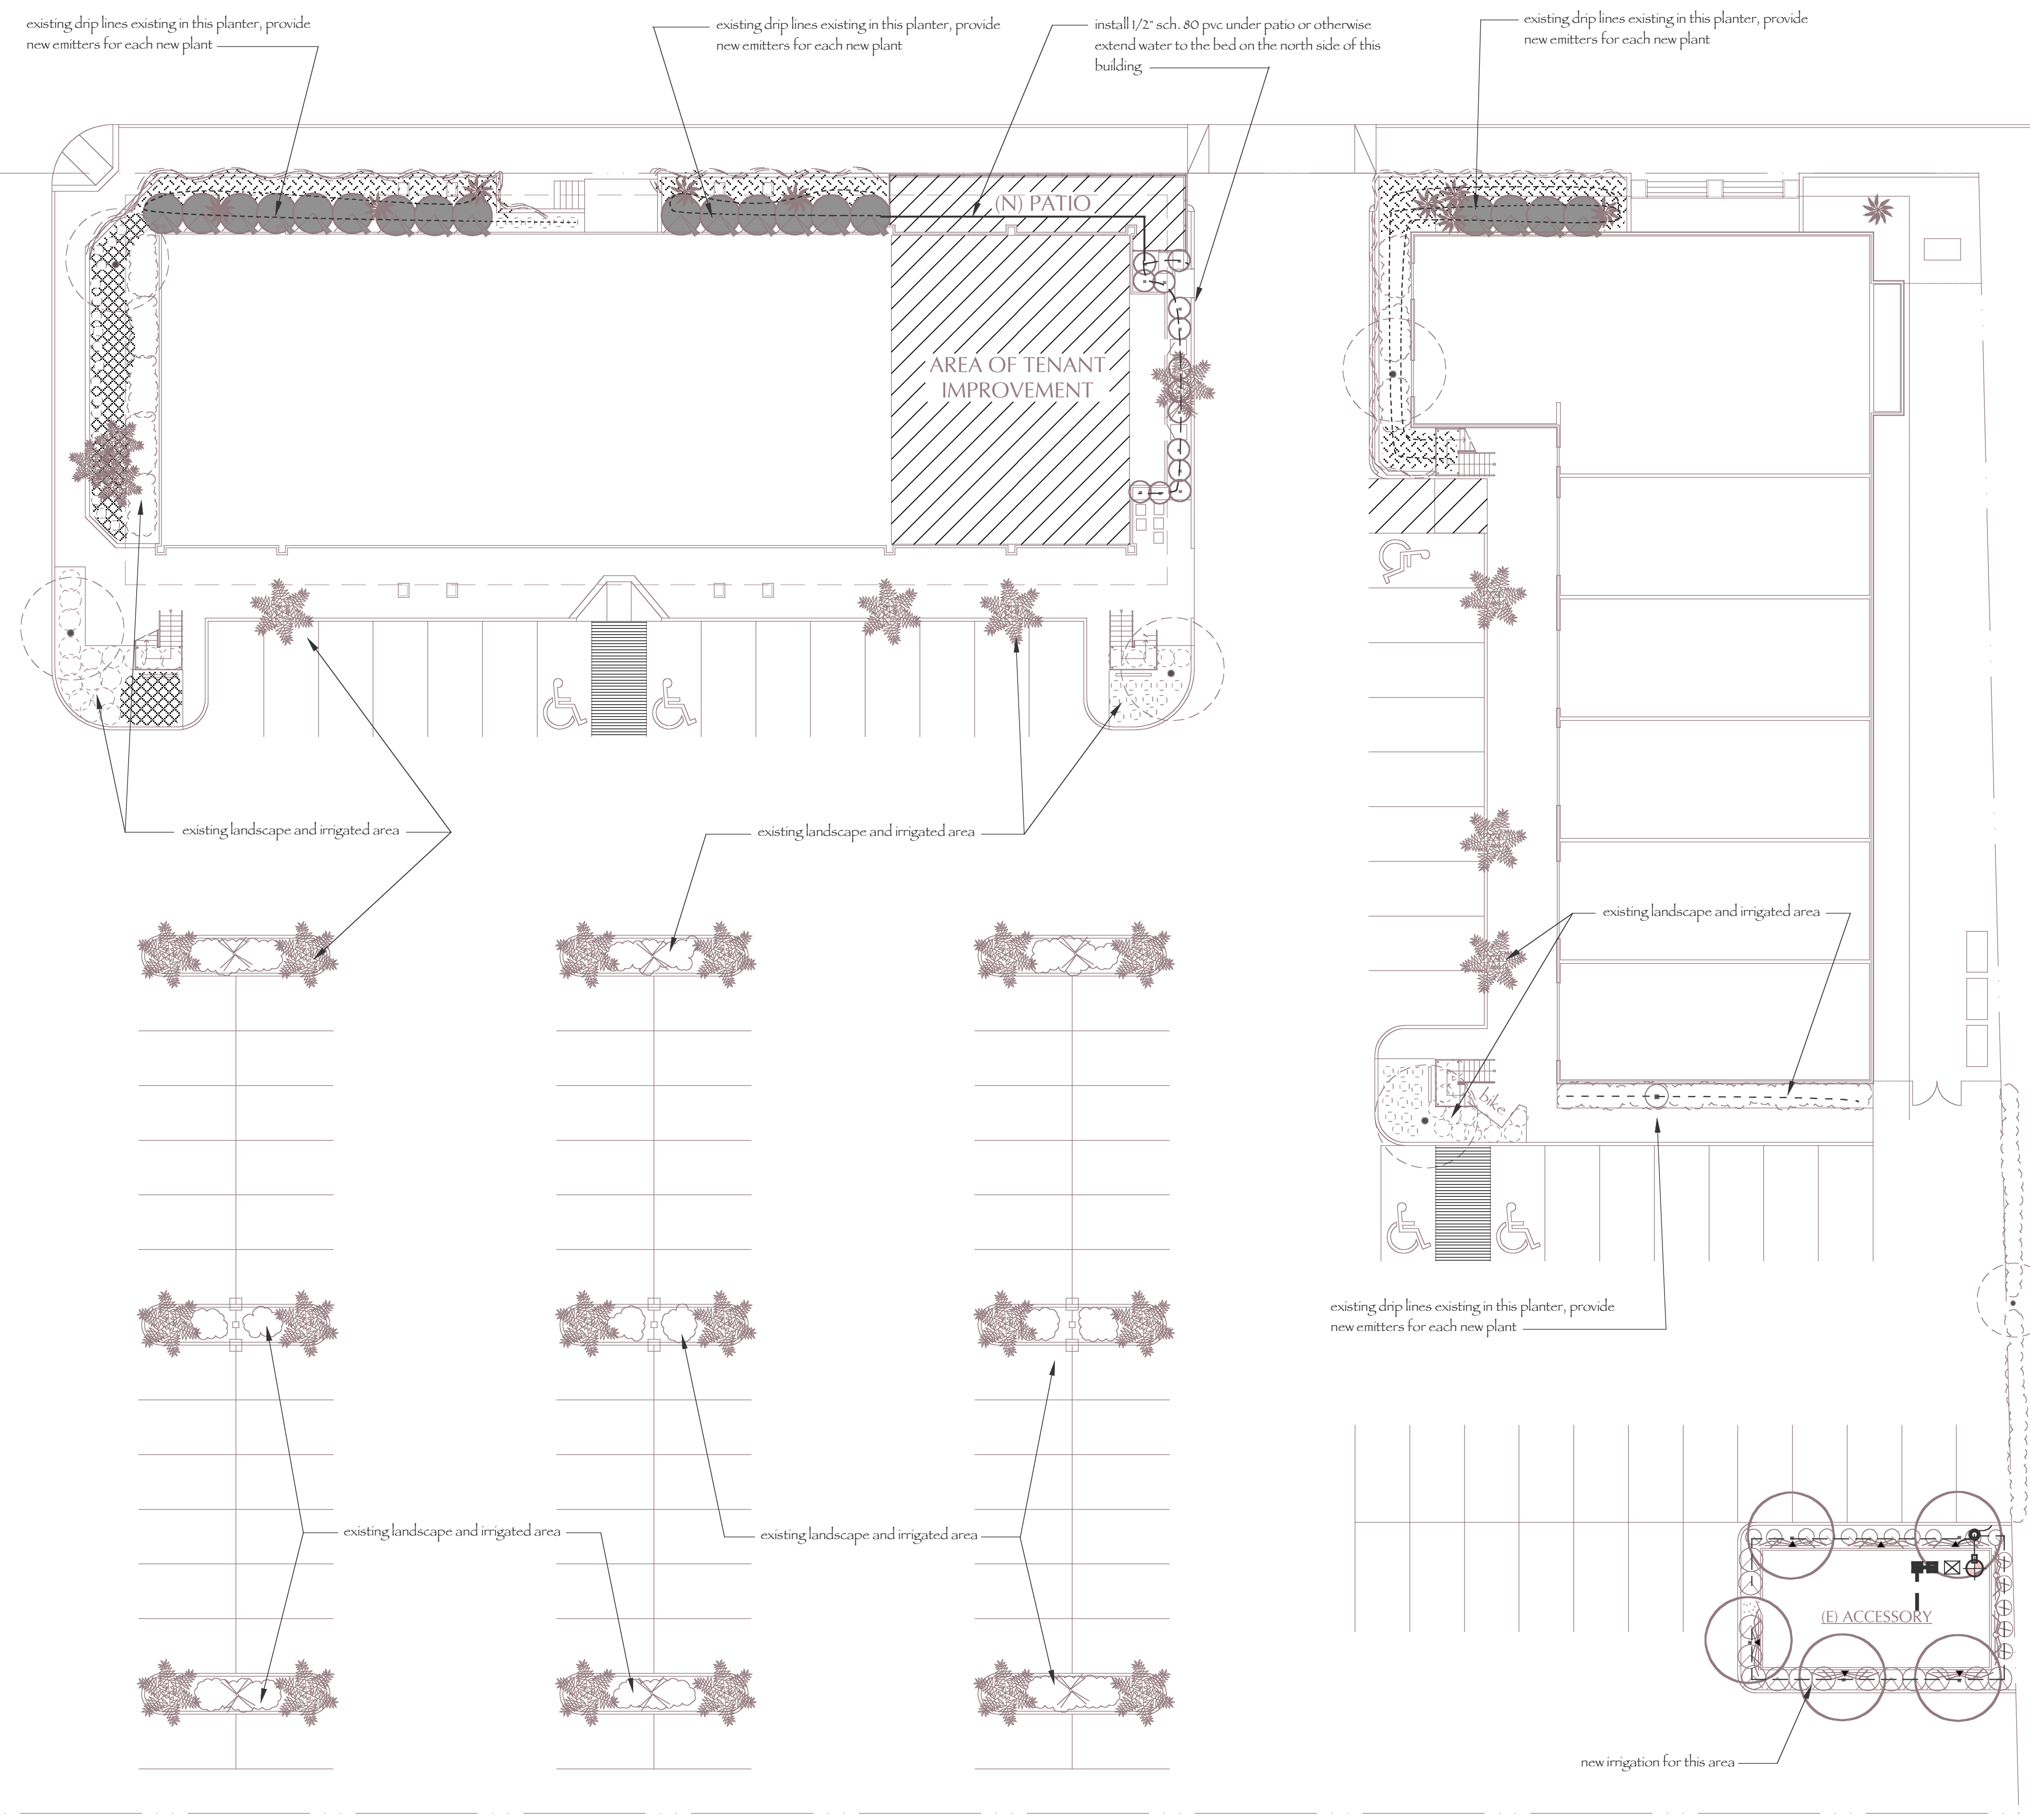 existing drip lines existing in this planter, provide
new emitters for each new plant
existing drip lines existing in this planter, provide
new emitters for each new plant
install 1/2" sch. 80 pvc under patio or otherwise
extend water to the bed on the north side of this
building
existing drip lines existing in this planter, provide
new emitters for each new plant
(N) PATIO
AREA OF TENANT
IMPROVEMENT
existing landscape and irrigated area
existing landscape and irrigated area
existing landscape and irrigated area
bike
existing drip lines existing in this planter, provide
new emitters for each new plant
existing landscape and irrigated area
existing landscape and irrigated area
(E) ACCESSORY
new irrigation for this area